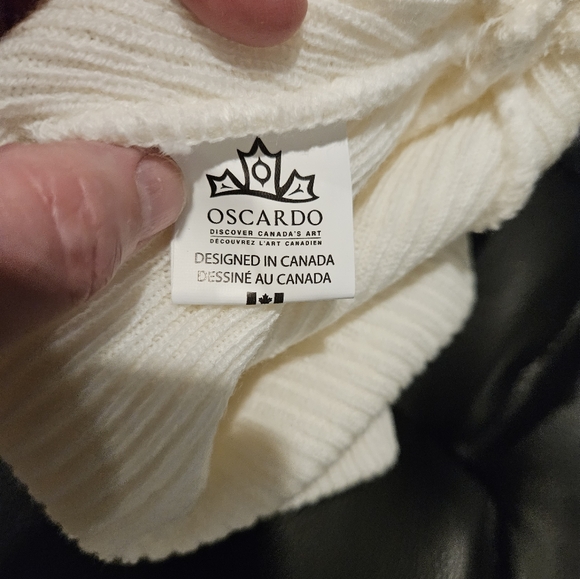 OSCARDO
DISCOVER CANADA'S ART
DÉCOUVREZ L'ART CANADIEN
DESIGNED IN CANADA
DESSINÉ AU CANADA